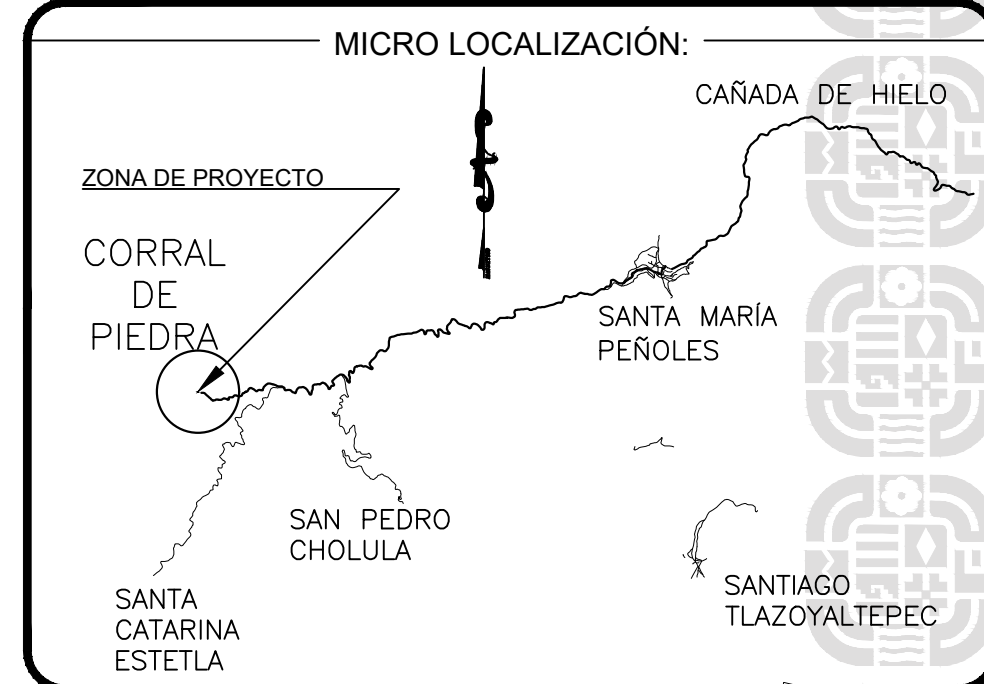 MICRO LOCALIZACIÓN:
CAÑADA DE HIELO
ZONA DE PROYECTO
CORRAL
DE
PIEDRA
SANTA MARÍA
PEÑOLES
SAN PEDRO
CHOLULA
SANTA
CATARINA
ESTETLA
SANTIAGO
TLAZOYALTEPEC